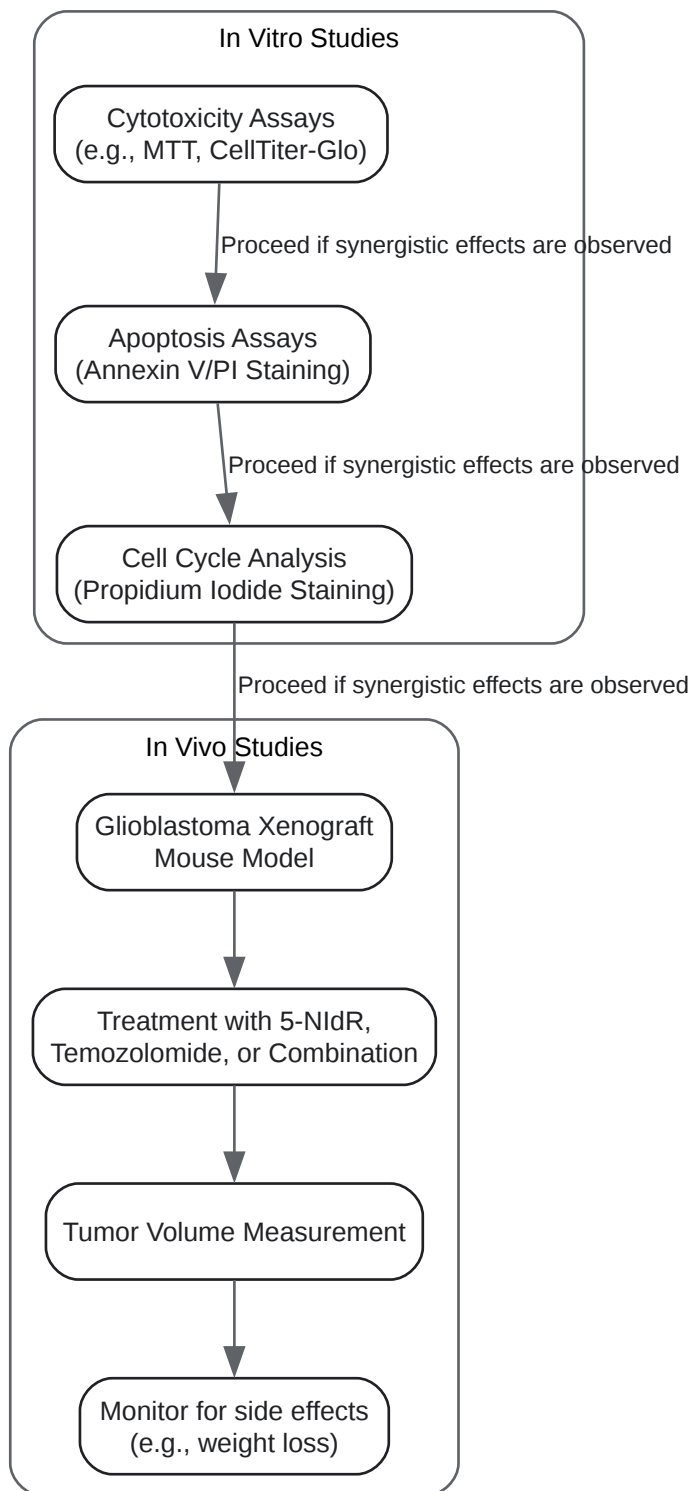 In Vitro Studies
Cytotoxicity Assays
(e.g., MTT, CellTiter-Glo)
Proceed if synergistic effects are observed
Apoptosis Assays
(Annexin V/PI Staining)
Proceed if synergistic effects are observed
Cell Cycle Analysis
(Propidium Iodide Staining)
Proceed if synergistic effects are observed
In Vivo Studies
Glioblastoma Xenograft
Mouse Model
Treatment with 5-NIdR,
Temozolomide, or Combination
Tumor Volume Measurement
Monitor for side effects
(e.g., weight loss)